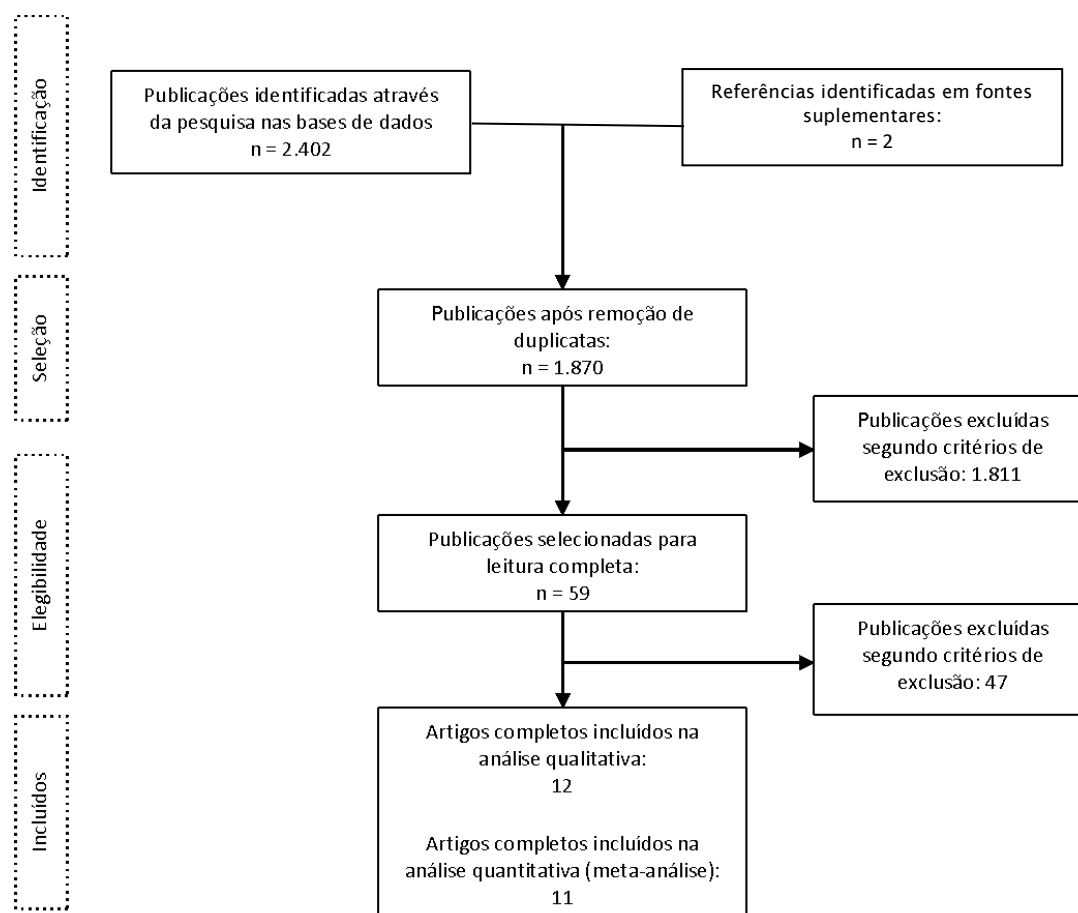 Identificação
Publicações identificadas através
da pesquisa nas bases de dados
n = 2.402
Referências identificadas em fontes
suplementares:
n = 2
Seleção
Publicações após remoção de
duplicatas:
n = 1.870
Publicações excluídas
segundo critérios de
exclusão: 1.811
Elegibilidade
Publicações selecionadas para
leitura completa:
n = 59
Publicações excluídas
segundo critérios de
exclusão: 47
Incluídos
Artigos completos incluídos na
análise qualitativa:
12
Artigos completos incluídos na
análise quantitativa (meta-análise):
11